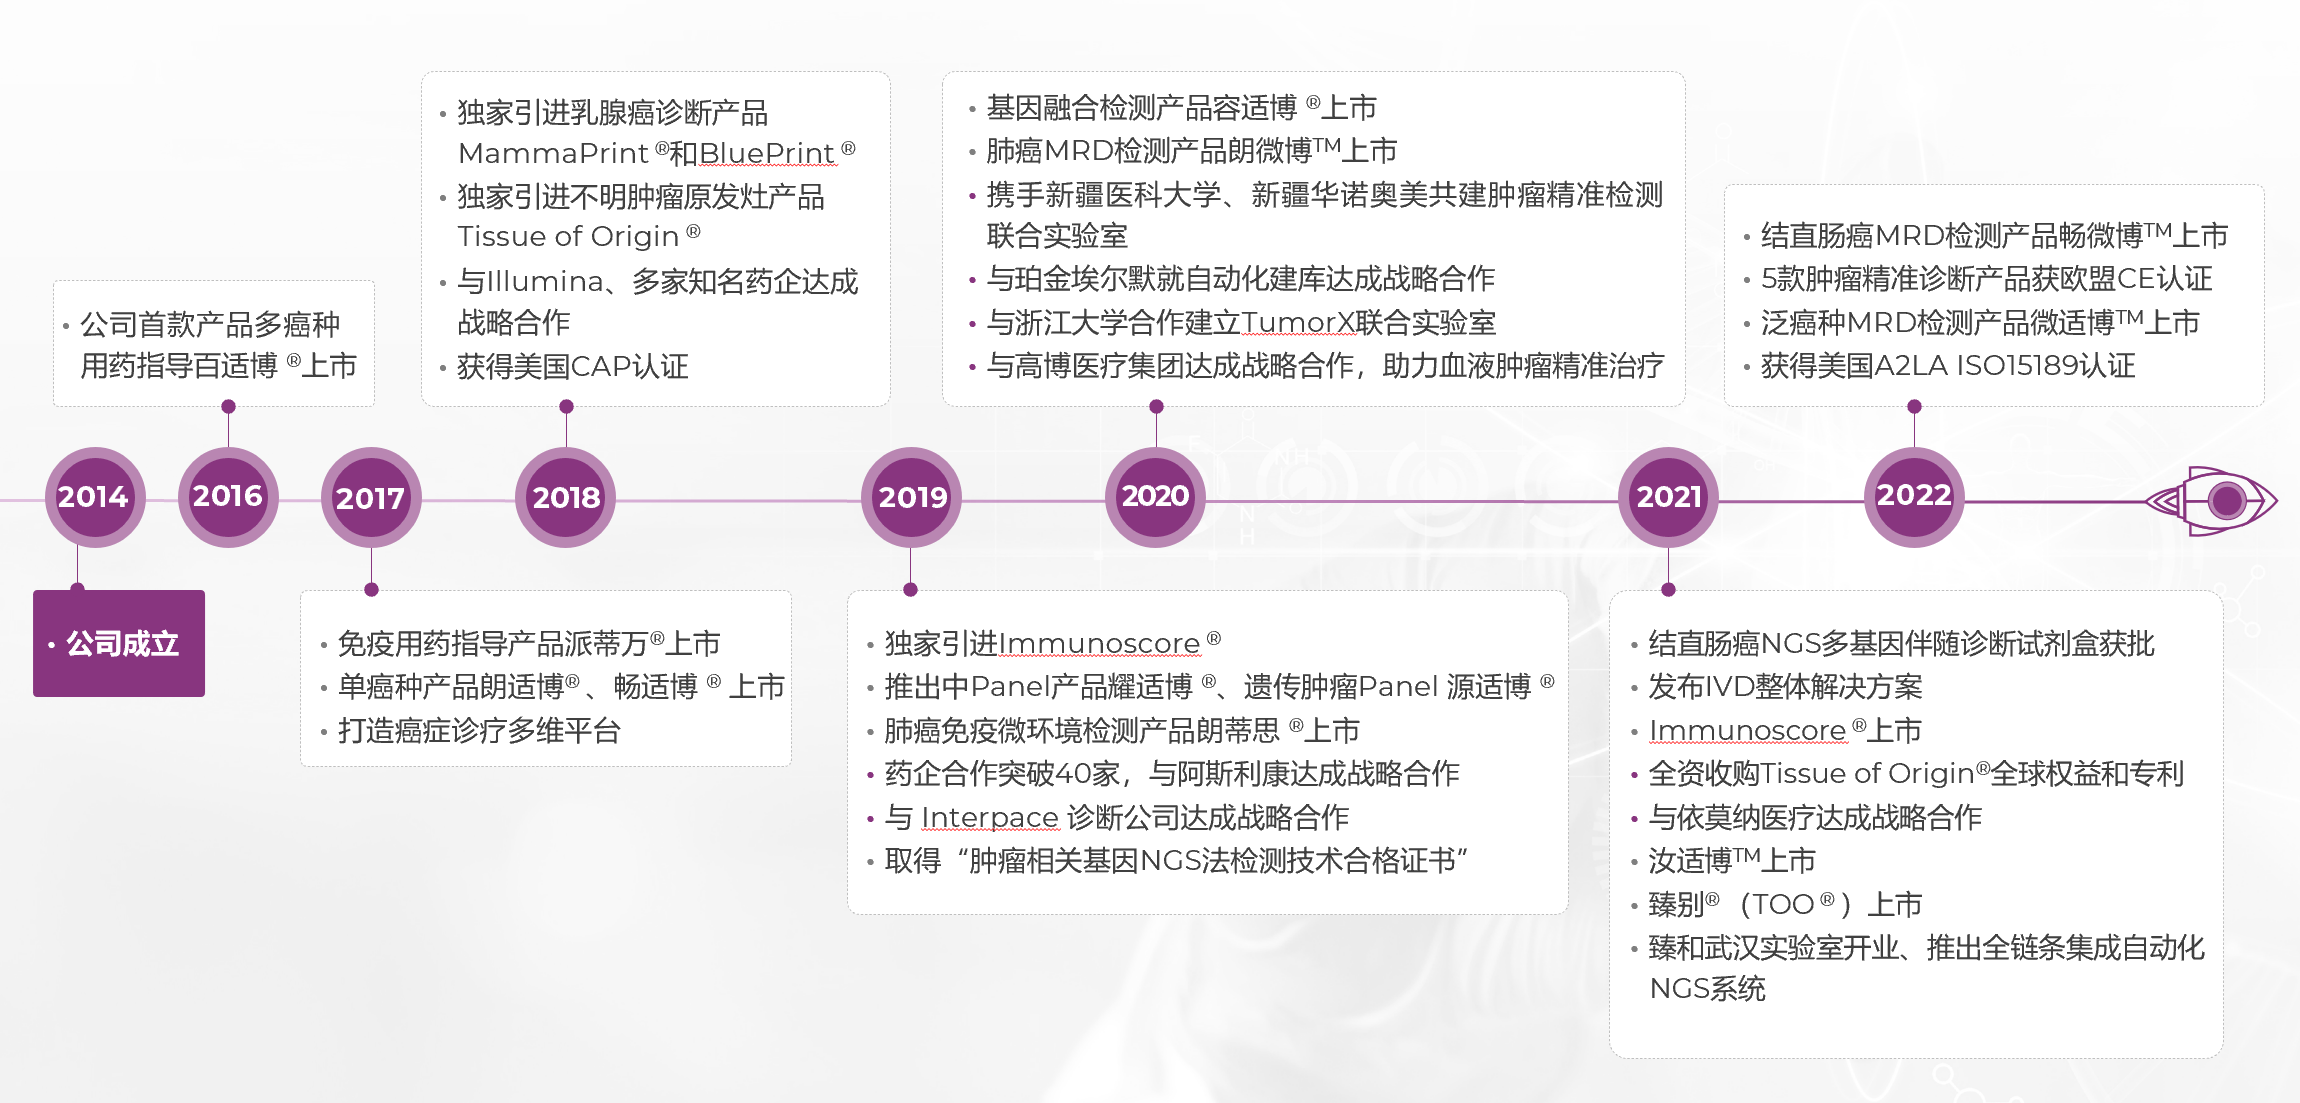 2014
• 公司成立
2016
• 公司首款产品多癌种
用药指导百适博 ®上市
2017
• 免疫用药指导产品派蒂万®上市
• 单癌种产品朗适博® 、畅适博 ® 上市
• 打造癌症诊疗多维平台
2018
• 独家引进乳腺癌诊断产品
MammaPrint ®和BluePrint ®
• 独家引进不明肿瘤原发灶产品
Tissue of Origin ®
• 与Illumina、多家知名药企达成
战略合作
• 获得美国CAP认证
2019
• 独家引进Immunoscore ®
• 推出中Panel产品耀适博 ®、遗传肿瘤Panel 源适博 ®
• 肺癌免疫微环境检测产品朗蒂思 ®上市
• 药企合作突破40家，与阿斯利康达成战略合作
• 与 Interpace 诊断公司达成战略合作
• 取得“肿瘤相关基因NGS法检测技术合格证书”
2020
• 基因融合检测产品容适博 ®上市
• 肺癌MRD检测产品朗微博™上市
• 携手新疆医科大学、新疆华诺奥美共建肿瘤精准检测
联合实验室
• 与珀金埃尔默就自动化建库达成战略合作
• 与浙江大学合作建立TumorX联合实验室
• 与高博医疗集团达成战略合作，助力血液肿瘤精准治疗
2021
• 结直肠癌NGS多基因伴随诊断试剂盒获批
• 发布IVD整体解决方案
• Immunoscore ®上市
• 全资收购Tissue of Origin®全球权益和专利
• 与依莫纳医疗达成战略合作
• 汝适博™上市
• 臻别®（TOO ® ）上市
• 臻和武汉实验室开业、推出全链条集成自动化
NGS系统
2022
• 结直肠癌MRD检测产品畅微博™上市
• 5款肿瘤精准诊断产品获欧盟CE认证
• 泛癌种MRD检测产品微适博™上市
• 获得美国A2LA ISO15189认证